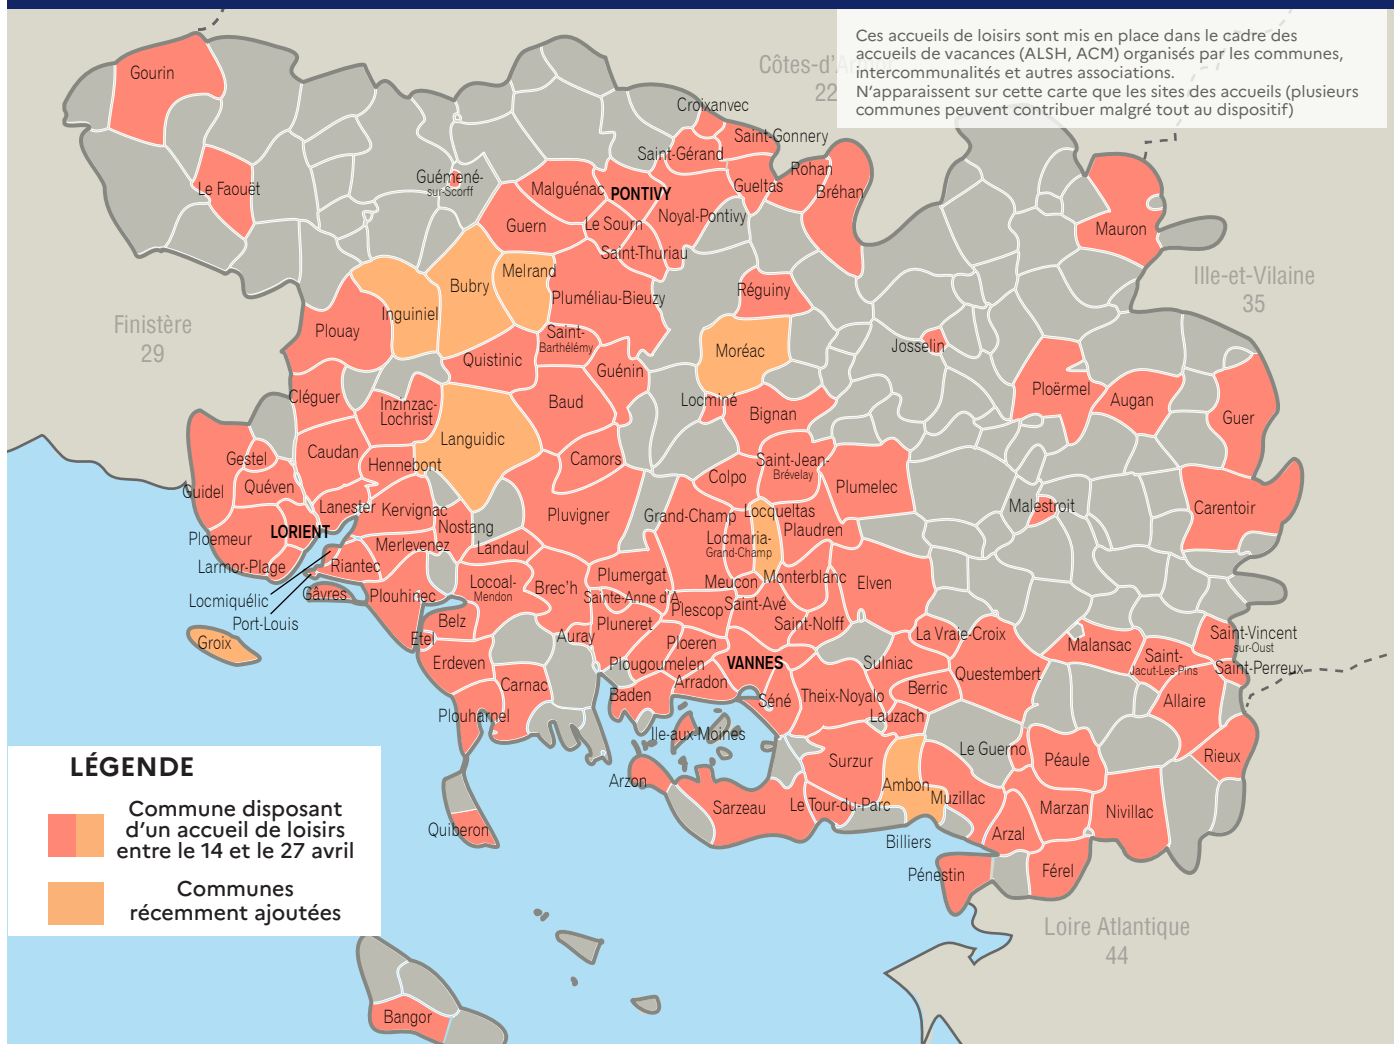 Ces accueils de loisirs sont mis en place dans le cadre des
accueils de vacances (ALSH, ACM) organisés par les communes,
intercommunalités et autres associations.
N'apparaissent sur cette carte que les sites des accueils (plusieurs
communes peuvent contribuer malgré tout au dispositif)
Côtes-d'Armor
22
Gourin
Croixanvec
Saint-Gonnery
Saint-Gérand
Rohan
Le Faouët
Guémené-
sur-Scorff
Malguénac
PONTIVY
Gueltas
Bréhan
Guern
Le Sourn
Noyal-Pontivy
Mauron
Saint-Thuriau
Melrand
Bubry
Pluméliau-Bieuzy
Réguiny
Ille-et-Vilaine
35
Inguiniel
Finistère
29
Plouay
Saint-
Barthélémy
Moréac
Josselin
Quistinic
Guénin
Ploërmel
Augan
Cléguer
Inzinzac-
Lochrist
Baud
Locminé
Bignan
Guer
Languidic
Caudan
Gestel
Hennebont
Camors
Saint-Jean-
Brévelay
Colpo
Quéven
Guidel
Plumelec
Lanester
Kervignac
Pluvigner
Grand-Champ
Locqueltas
Malestroit
Carentoir
LORIENT
Ploemeur
Nostang
Plaudren
Merlevenez
Landaul
Locmaria-
Grand-Champ
Larmor-Plage
Riantec
Locoal-
Mendon
Brec'h
Plumergat
Meucon
Monterblanc
Elven
Gâvres
Plouhinec
Locmiquélic
Sainte-Anne d'A.
Plescop
Saint-Avé
Port-Louis
Belz
Pluneret
Saint-Nolff
Groix
Etel
Auray
Ploeren
La Vraie-Croix
Malansac
Saint-Vincent
sur-Oust
Erdeven
Plougoumelen
VANNES
Sulniac
Saint-
Jacut-Les-Pins
Saint-Perreux
Carnac
Arradon
Questembert
Baden
Séné
Theix-Noyalo
Berric
Allaire
Plouharnel
Lauzach
Ile-aux-Moines
Le Guerno
Rieux
Surzur
Péaule
Arzon
Ambon
Muzillac
Sarzeau
Le Tour-du-Parc
Marzan
Nivillac
Quiberon
Arzal
Billiers
Pénestin
Férel
Loire Atlantique
44
Bangor
LÉGENDE
Commune disposant
d'un accueil de loisirs
entre le 14 et le 27 avril
Communes
récemment ajoutées